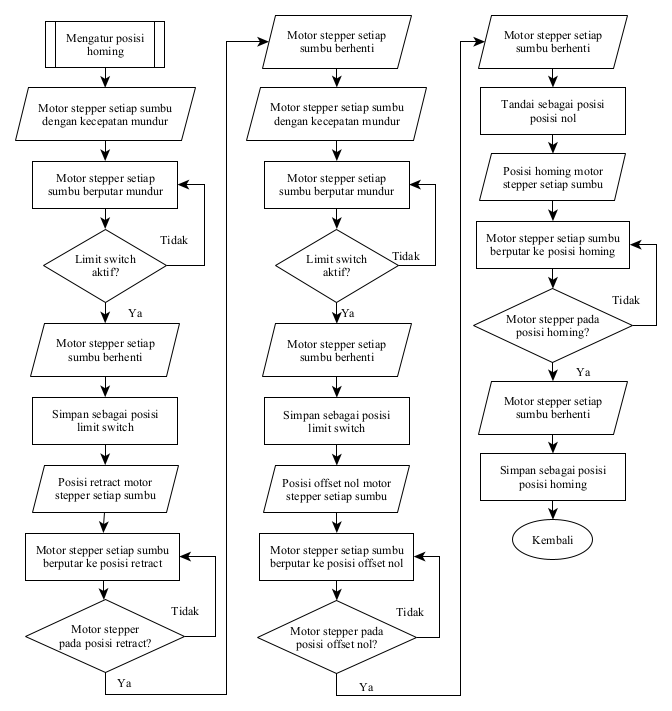 Mengatur posisi
homing
Motor stepper setiap sumbu
dengan kecepatan mundur
Motor stepper setiap
sumbu berputar mundur
Tidak
Limit switch
aktif?
Ya
Motor stepper setiap
sumbu berhenti
Simpan sebagai posisi
limit switch
Posisi retract motor
stepper setiap sumbu
Motor stepper setiap sumbu
berputar ke posisi retract
Tidak
Motor stepper
pada posisi retract?
Ya
Motor stepper setiap
sumbu berhenti
Motor stepper setiap sumbu
dengan kecepatan mundur
Motor stepper setiap
sumbu berputar mundur
Tidak
Limit switch
aktif?
Ya
Motor stepper setiap
sumbu berhenti
Simpan sebagai posisi
limit switch
Posisi offset nol motor
stepper setiap sumbu
Motor stepper setiap sumbu
berputar ke posisi offset nol
Tidak
Motor stepper pada
posisi offset nol?
Ya
Motor stepper setiap
sumbu berhenti
Tandai sebagai posisi
posisi nol
Posisi homing motor
stepper setiap sumbu
Motor stepper setiap sumbu
berputar ke posisi homing
Tidak
Motor stepper pada
posisi homing?
Ya
Motor stepper setiap
sumbu berhenti
Simpan sebagai posisi
posisi homing
Kembali